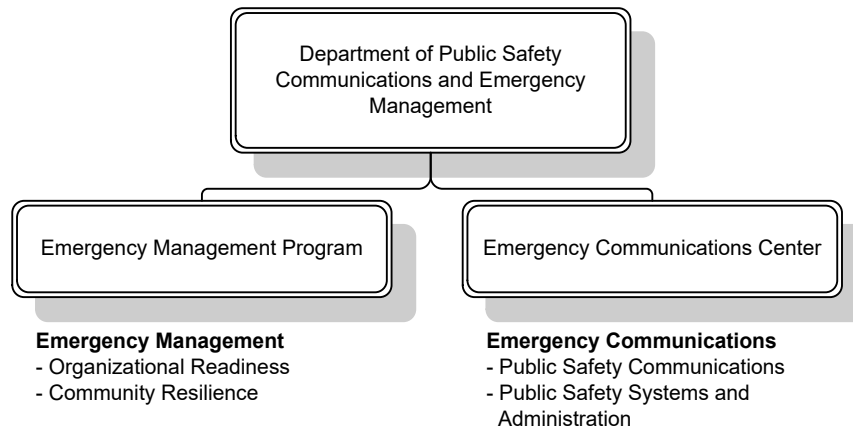 Department of Public Safety
Communications and Emergency
Management
Emergency Management Program
Emergency Communications Center
Emergency Management
- Organizational Readiness
- Community Resilience
Emergency Communications
- Public Safety Communications
- Public Safety Systems and
Administration